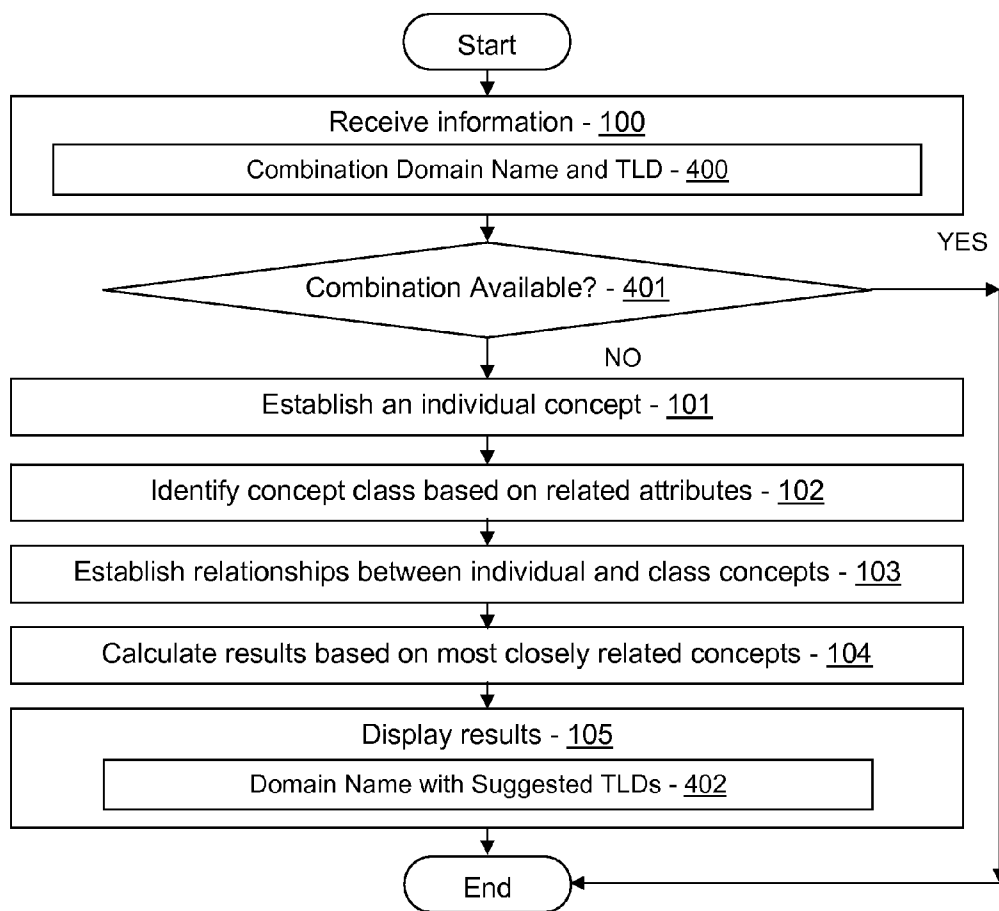 Start
Receive information - 100
Combination Domain Name and TLD - 400
YES
Combination Available? - 401
NO
Establish an individual concept - 101
Identify concept class based on related attributes - 102
Establish relationships between individual and class concepts - 103
Calculate results based on most closely related concepts - 104
Display results - 105
Domain Name with Suggested TLDs - 402
End